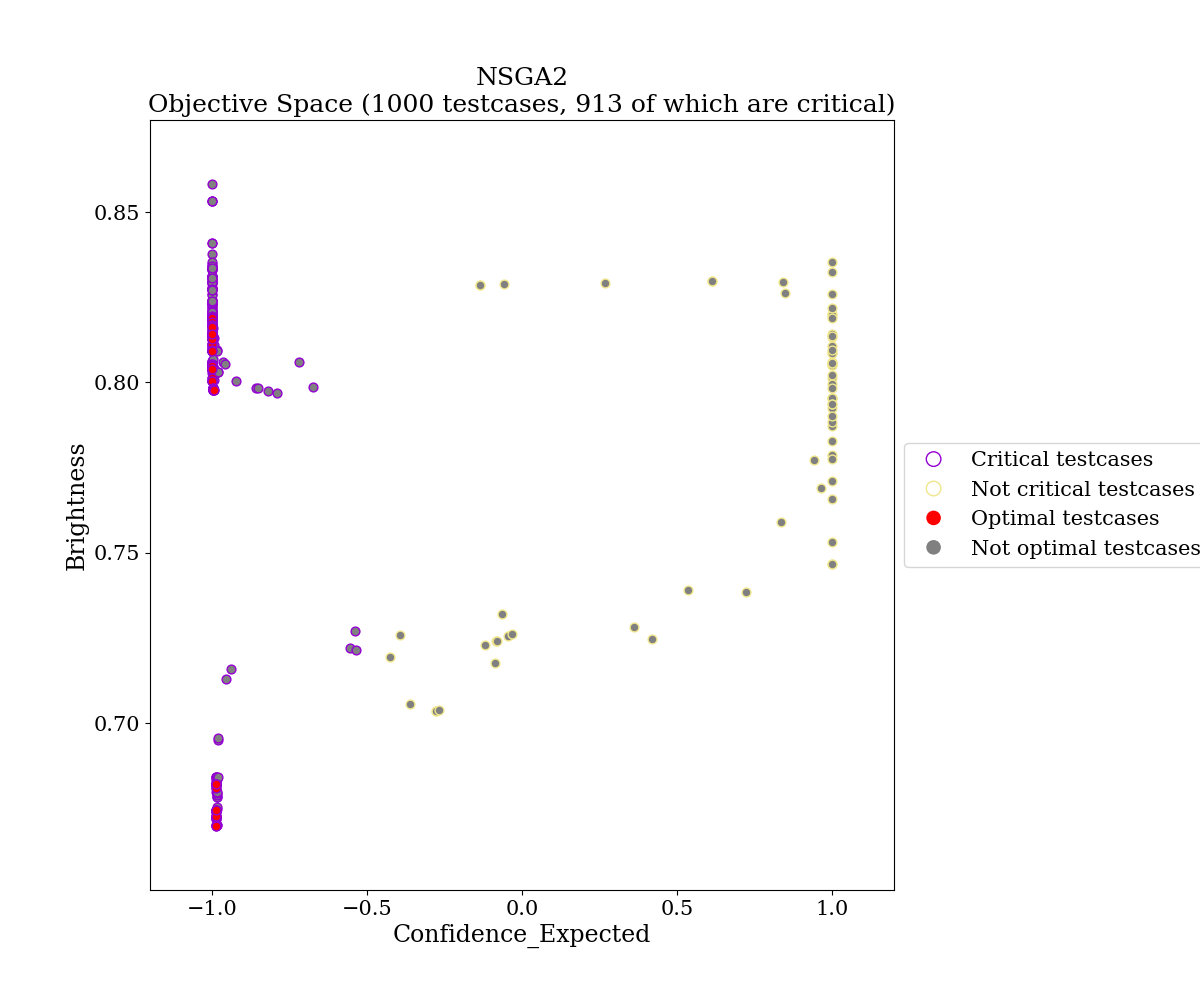 NSGA2
Objective Space (1000 testcases, 913 of which are critical)
0.85
0.80
0.75
0.70
Brightness
−1.0
−0.5
0.0
0.5
1.0
Confidence_Expected
Critical testcases
Not critical testcases
Optimal testcases
Not optimal testcases